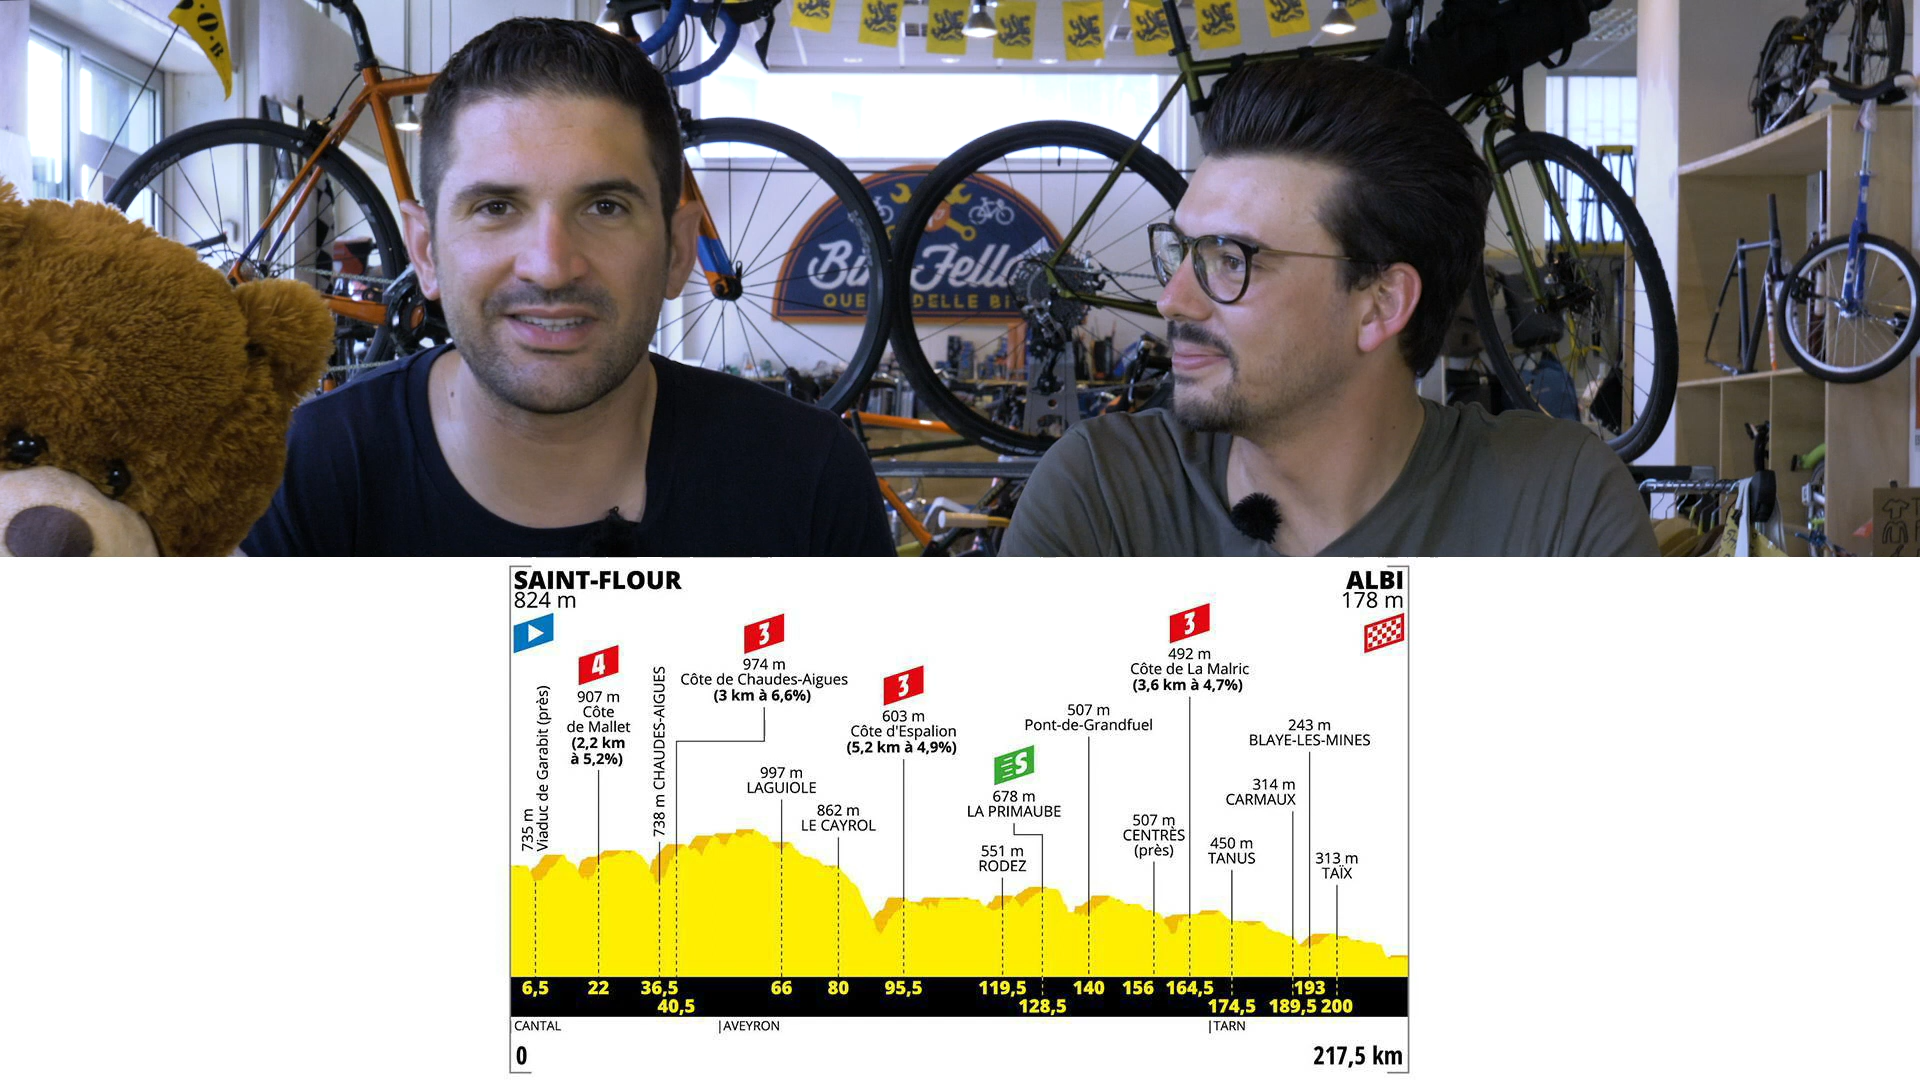 O.B
Bi Fello
QUE DELLE BI
SAINT-FLOUR
824 m
ALBI
178 m
3
492 m
Côte de La Malric
(3,6 km à 4,7%)
3
974 m
Côte de Chaudes-Aigues
(3 km à 6,6%)
4
907 m
Côte
de Mallet
(2,2 km
à 5,2%)
735 m
Viaduc de Garabit (près)
738 m CHAUDES-AIGUES
3
603 m
Côte d'Espalion
(5,2 km à 4,9%)
507 m
Pont-de-Grandfuel
243 m
BLAYE-LES-MINES
997 m
LAGUIOLE
S
678 m
LA PRIMAUBE
314 m
CARMAUX
862 m
LE CAYROL
507 m
CENTRÈS
(près)
551 m
RODEZ
450 m
TANUS
313 m
TAÏX
6,5 22 36,5 66 80 95,5 119,5 140 156 164,5 193
40,5 128,5 174,5 189,5 200
CANTAL |AVEYRON |TARN
0 217,5 km